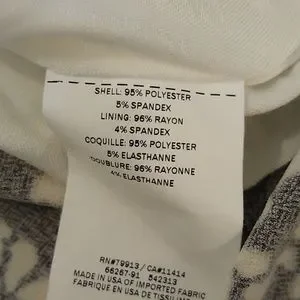 SHELL: 95% POLYESTER
5% SPANDEX
LINING: 96% RAYON
4% SPANDEX
COQUILLE: 95% POLYESTER
5% ELASTHANNE
DOUBLURE: 96% RAYONNE
4% ELASTHANNE
RN#79913 / CA#11414
66267-91 542313
MADE IN USA OF IMPORTED FABRIC
FABRIQUE EN USA DE TISSU